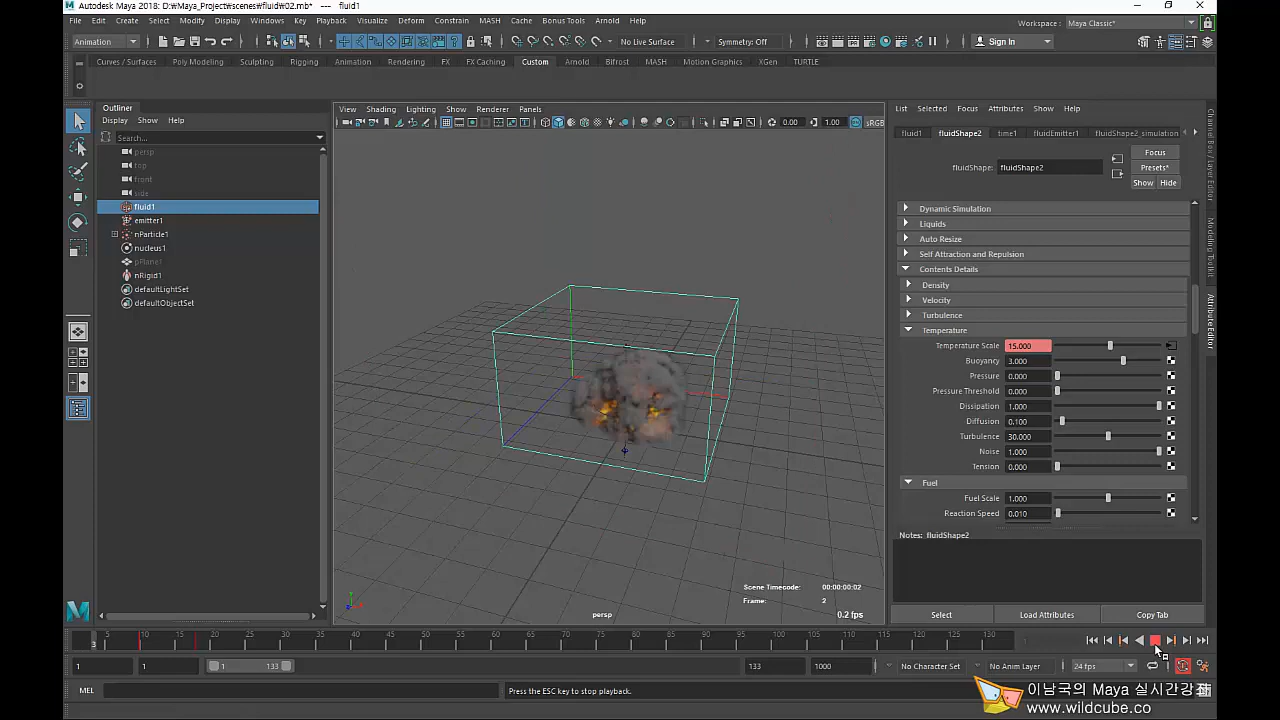 Autodesk Maya 2018: D:\Maya_Project\scenes\fluid\02.mb* --- fluid1
File Edit Create Select Modify Display Windows Key Playback Visualize Deform Constrain MASH Cache Bonus Tools Arnold Help
Workspace : Maya Classic*
Animation No Live Surface Symmetry: Off Sign In
Curves / Surfaces Poly Modeling Sculpting Rigging Animation Rendering FX FX Caching Custom Arnold Bifrost MASH Motion Graphics XGen TURTLE
Outliner
Display Show Help
Search...
persp
top
front
side
fluid1
emitter1
nParticle1
nucleus1
pPlane1
nRigid1
defaultLightSet
defaultObjectSet
View Shading Lighting Show Renderer Panels
0.00 1.00 sRGB
Scene Timecode: 00:00:00:02
Frame: 2
persp
0.2 fps
List Selected Focus Attributes Show Help
fluid1 fluidShape2 time1 fluidEmitter1 fluidShape2_simulation
Focus
fluidShape: fluidShape2
Presets*
Show Hide
Dynamic Simulation
Liquids
Auto Resize
Self Attraction and Repulsion
Contents Details
Density
Velocity
Turbulence
Temperature
Temperature Scale 15.000
Buoyancy 3.000
Pressure 0.000
Pressure Threshold 0.000
Dissipation 1.000
Diffusion 0.100
Turbulence 30.000
Noise 1.000
Tension 0.000
Fuel
Fuel Scale 1.000
Reaction Speed 0.010
Notes: fluidShape2
Select Load Attributes Copy Tab
Channel Box / Layer Editor
Modeling Toolkit
Attribute Editor
3 5 10 15 20 25 30 35 40 45 50 55 60 65 70 75 80 85 90 95 100 105 110 115 120 125 130
1 1 1 133 133 1000 No Character Set No Anim Layer 24 fps
MEL Press the ESC key to stop playback.
이남국의 Maya 실시간강좌
www.wildcube.co